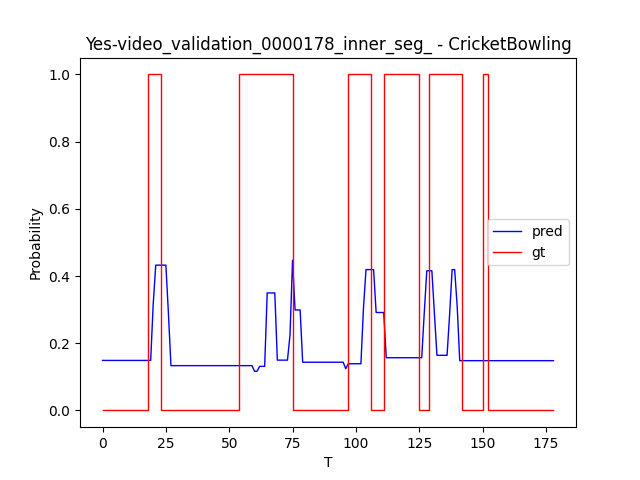 Yes-video_validation_0000178_inner_seg_ - CricketBowling
1.0
0.8
0.6
0.4
0.2
0.0
Probability
pred
gt
0 25 50 75 100 125 150 175
T